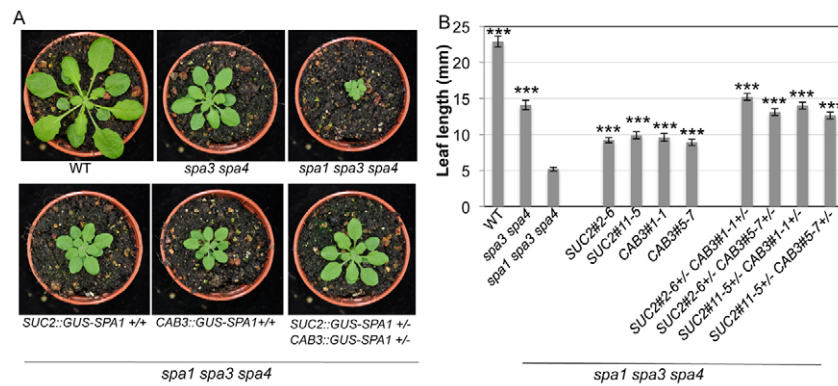 A
WT
spa3 spa4
spa1 spa3 spa4
SUC2::GUS-SPA1 +/+
CAB3::GUS-SPA1+/+
SUC2::GUS-SPA1 +/-
CAB3::GUS-SPA1 +/-
spa1 spa3 spa4
B
Leaf length (mm)
25
20
15
10
5
0
***
***
***
***
***
***
***
***
***
***
WT
spa3 spa4
spa1 spa3 spa4
SUC2#2-6
SUC2#11-5
CAB3#1-1
CAB3#5-7
SUC2#2-6+/- CAB3#1-1+/-
SUC2#2-6+/- CAB3#5-7+/-
SUC2#11-5+/- CAB3#1-1+/-
SUC2#11-5+/- CAB3#5-7+/-
spa1 spa3 spa4